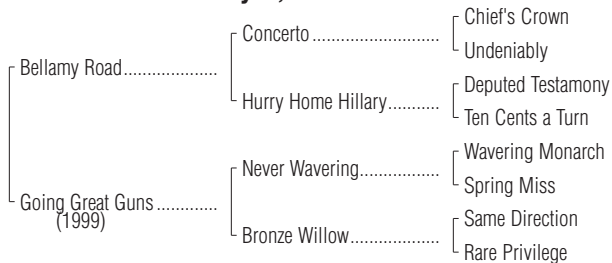 Concerto ..................... Chief's Crown
Undeniably
Bellamy Road....................
Hurry Home Hillary........... Deputed Testamony
Ten Cents a Turn
Never Wavering................. Wavering Monarch
Spring Miss
Going Great Guns .............
(1999)
Bronze Willow................... Same Direction
Rare Privilege